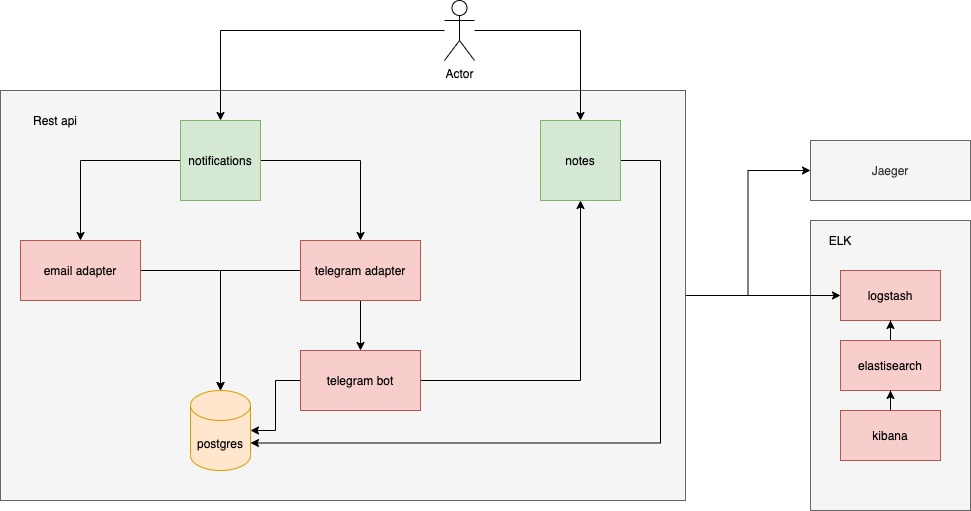 Actor
Rest api
notifications
notes
Jaeger
ELK
email adapter
telegram adapter
logstash
telegram bot
elastisearch
postgres
kibana